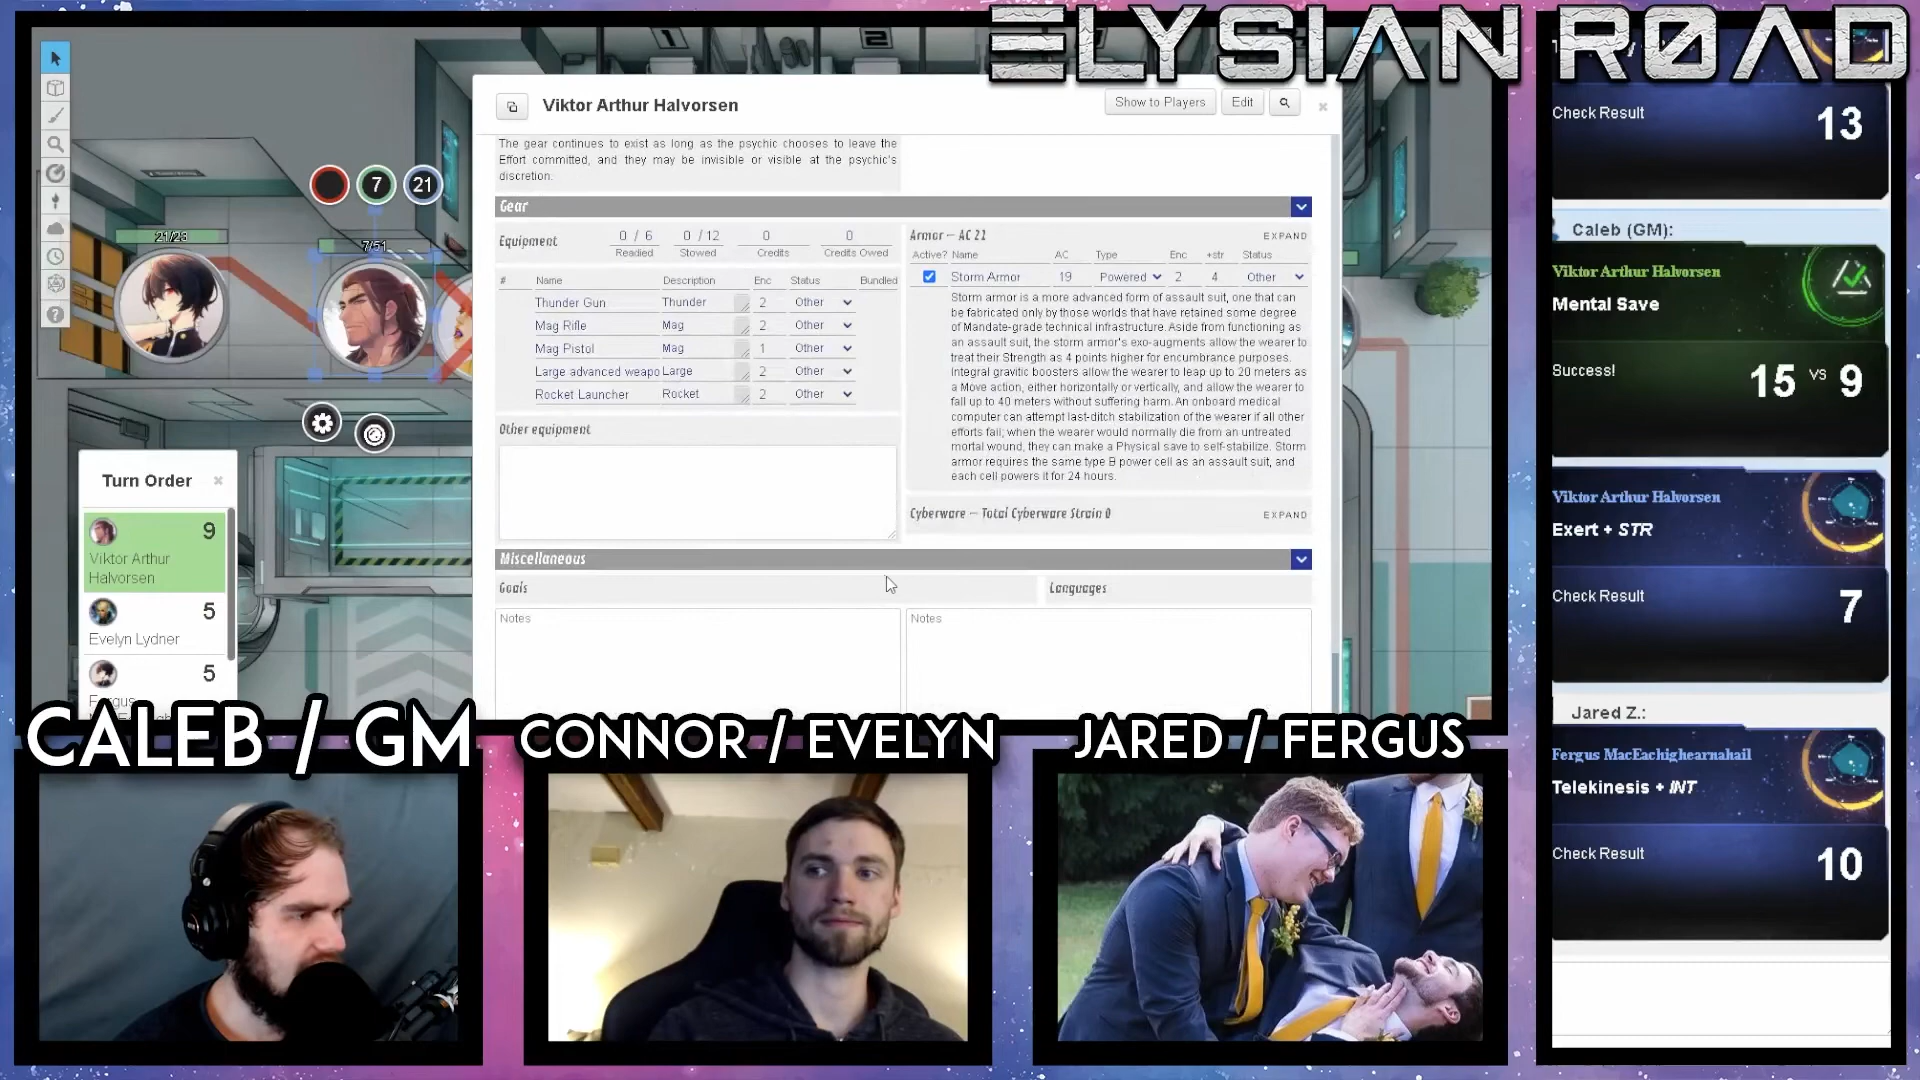 ELYSIAN ROAD
1
2
Viktor Arthur Halvorsen
Show to Players
Edit
The gear continues to exist as long as the psychic chooses to leave the
Effort committed, and they may be invisible or visible at the psychic's
discretion.
Gear
Equipment
0 / 6
Readied
0 / 12
Stowed
0
Credits
0
Credits Owed
# Name Description Enc Status Bundled
Thunder Gun Thunder 2 Other
Mag Rifle Mag 2 Other
Mag Pistol Mag 1 Other
Large advanced weapo Large 2 Other
Rocket Launcher Rocket 2 Other
Other equipment
Armor -- AC 21
EXPAND
Active? Name AC Type Enc +str Status
Storm Armor 19 Powered 2 4 Other
Storm armor is a more advanced form of assault suit, one that can
be fabricated only by those worlds that have retained some degree
of Mandate-grade technical infrastructure. Aside from functioning as
an assault suit, the storm armor's exo-augments allow the wearer to
treat their Strength as 4 points higher for encumbrance purposes.
Integral gravitic boosters allow the wearer to leap up to 20 meters as
a Move action, either horizontally or vertically, and allow the wearer to
fall up to 40 meters without suffering harm. An onboard medical
computer can attempt last-ditch stabilization of the wearer if all other
efforts fail; when the wearer would normally die from an untreated
mortal wound, they can make a Physical save to self-stabilize. Storm
armor requires the same type B power cell as an assault suit, and
each cell powers it for 24 hours.
Cyberware -- Total Cyberware Strain 0
EXPAND
Miscellaneous
Goals
Languages
Notes
Notes
7
21
21/23
7/51
Turn Order
9
Viktor Arthur
Halvorsen
5
Evelyn Lydner
5
Fergus
CALEB / GM
CONNOR / EVELYN
JARED / FERGUS
Check Result
13
Caleb (GM):
Viktor Arthur Halvorsen
Mental Save
Success!
15 VS 9
Viktor Arthur Halvorsen
Exert + STR
Check Result
7
Jared Z.:
Fergus MacEachighearnahail
Telekinesis + INT
Check Result
10